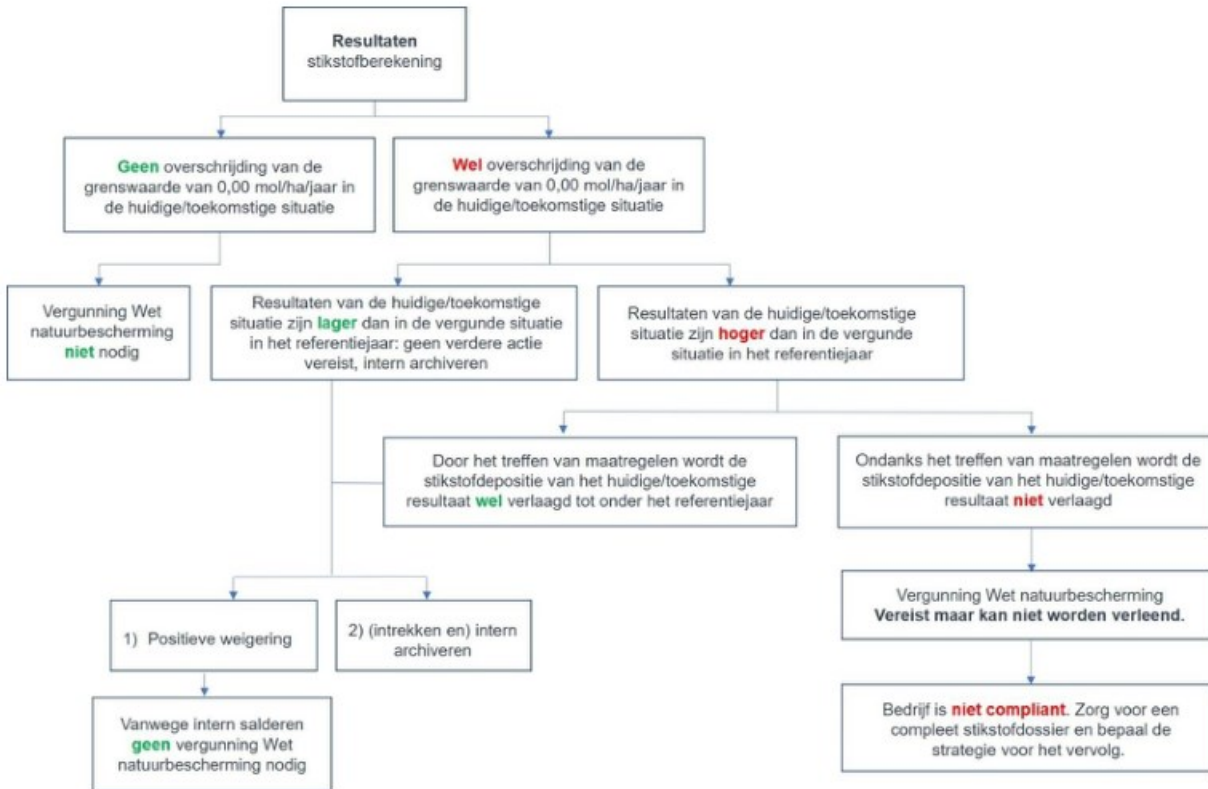 Resultaten
stikstofberekening
Geen overschrijding van de
grenswaarde van 0,00 mol/ha/jaar in
de huidige/toekomstige situatie
Wel overschrijding van de
grenswaarde van 0,00 mol/ha/jaar in
de huidige/toekomstige situatie
Vergunning Wet
natuurbescherming
niet nodig
Resultaten van de huidige/toekomstige
situatie zijn lager dan in de vergunde situatie
in het referentiejaar: geen verdere actie
vereist, intern archiveren
Resultaten van de huidige/toekomstige
situatie zijn hoger dan in de vergunde
situatie in het referentiejaar
Door het treffen van maatregelen wordt de
stikstofdepositie van het huidige/toekomstige
resultaat wel verlaagd tot onder het referentiejaar
Ondanks het treffen van maatregelen wordt de
stikstofdepositie van het huidige/toekomstige
resultaat niet verlaagd
1) Positieve weigering
2) (intrekken en) intern
archiveren
Vergunning Wet natuurbescherming
Vereist maar kan niet worden verleend.
Vanwege intern salderen
geen vergunning Wet
natuurbescherming nodig
Bedrijf is niet compliant. Zorg voor een
compleet stikstofdossier en bepaal de
strategie voor het vervolg.